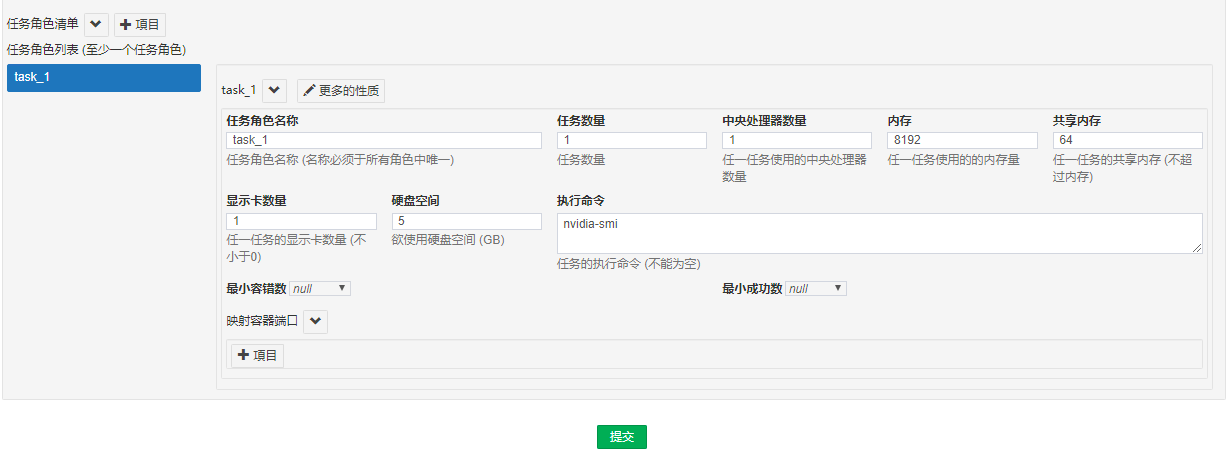 任务角色清单 項目
任务角色列表 (至少一个任务角色)
task_1
task_1 更多的性质
任务角色名称 任务数量 中央处理器数量 内存 共享内存
task_1 1 1 8192 64
任务角色名称 (名称必须于所有角色中唯一) 任务数量 任一任务使用的中央处理器 任一任务使用的的内存量 任一任务的共享内存 (不超
数量 过内存)
显示卡数量 硬盘空间 执行命令
1 5 nvidia-smi
任一任务的显示卡数量 (不 欲使用硬盘空间 (GB)
小于0)
任务的执行命令 (不能为空)
最小容错数 null 最小成功数 null
映射容器端口
項目
提交